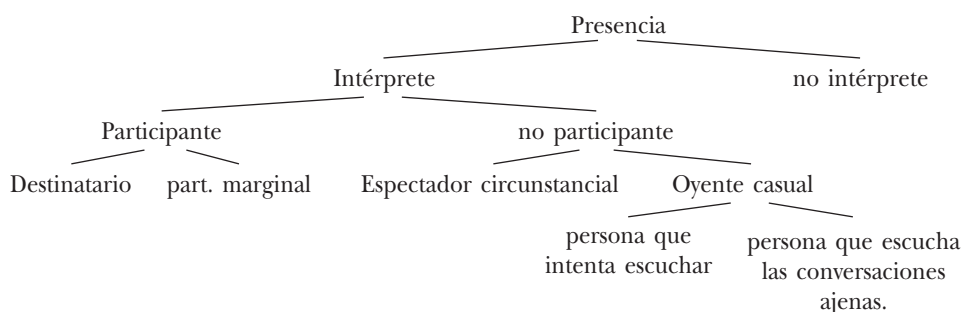 Presencia
Intérprete no intérprete
Participante no participante
Destinatario part. marginal Espectador circunstancial Oyente casual
persona que
intenta escuchar
persona que escucha
las conversaciones
ajenas.